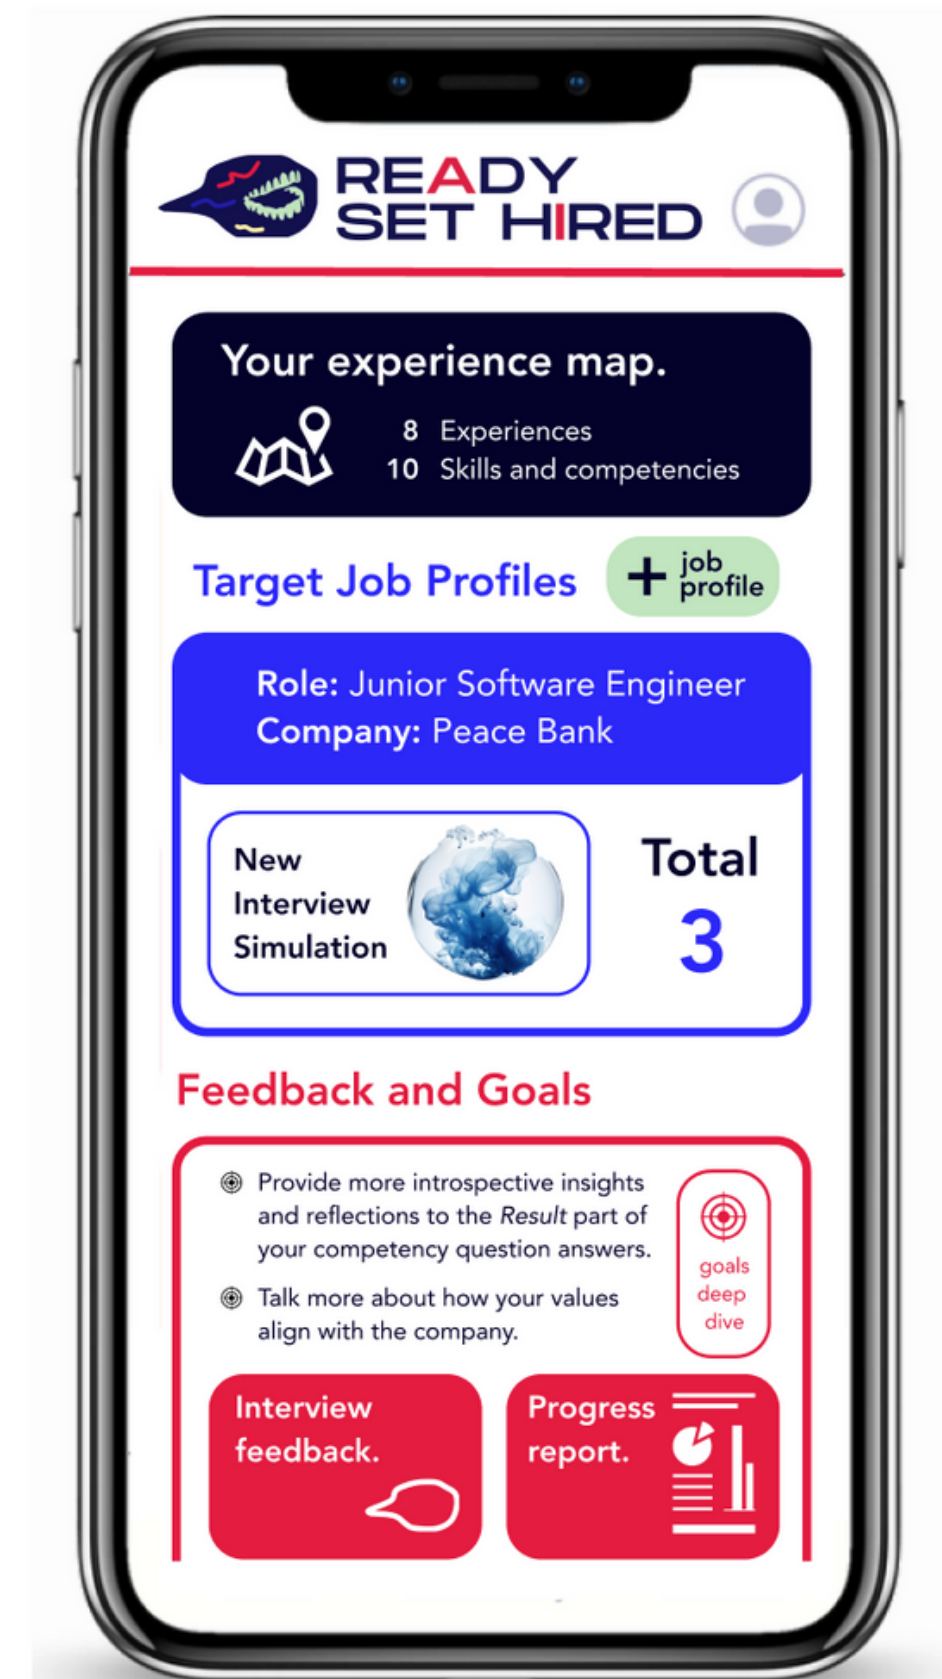 READY
SET HIRED
Your experience map.
8 Experiences
10 Skills and competencies
Target Job Profiles
+ job
profile
Role: Junior Software Engineer
Company: Peace Bank
New
Interview
Simulation
Total
3
Feedback and Goals
Provide more introspective insights
and reflections to the Result part of
your competency question answers.
Talk more about how your values
align with the company.
goals
deep
dive
Interview
feedback.
Progress
report.